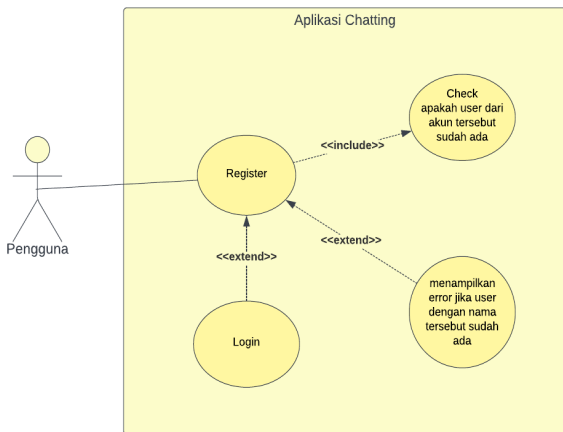 Aplikasi Chatting
Check
apakah user dari
akun tersebut
sudah ada
<<include>>
Register
Pengguna
<<extend>>
<<extend>>
menampilkan
error jika user
dengan nama
tersebut sudah
ada
Login